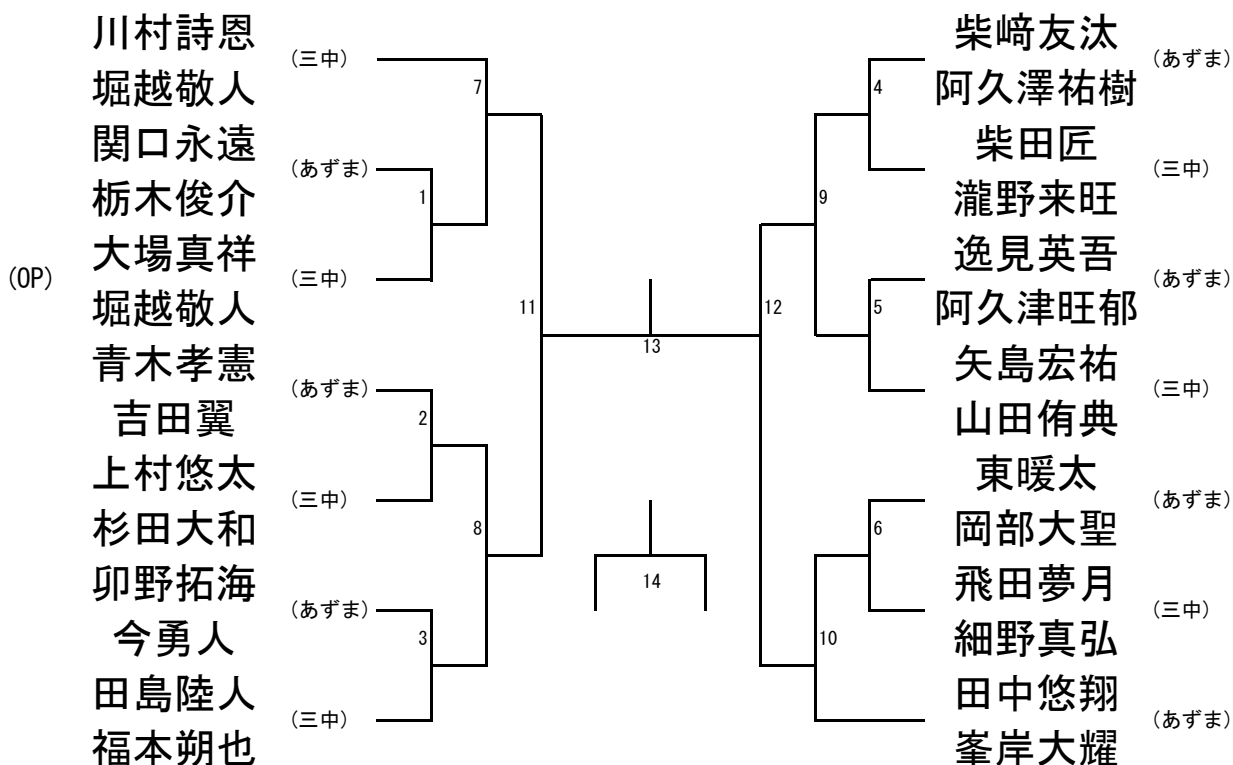 川村詩恩
(三中)
堀越敬人
関口永遠
(あずま)
栃木俊介
(OP)
大場真祥
(三中)
堀越敬人
青木孝憲
(あずま)
吉田翼
上村悠太
(三中)
杉田大和
卯野拓海
(あずま)
今勇人
田島陸人
(三中)
福本朔也
7
1
2
8
3
11
13
14
12
4
9
5
6
10
柴﨑友汰
(あずま)
阿久澤祐樹
柴田匠
(三中)
瀧野来旺
逸見英吾
(あずま)
阿久津旺郁
矢島宏祐
(三中)
山田侑典
東暖太
(あずま)
岡部大聖
飛田夢月
(三中)
細野真弘
田中悠翔
(あずま)
峯岸大耀